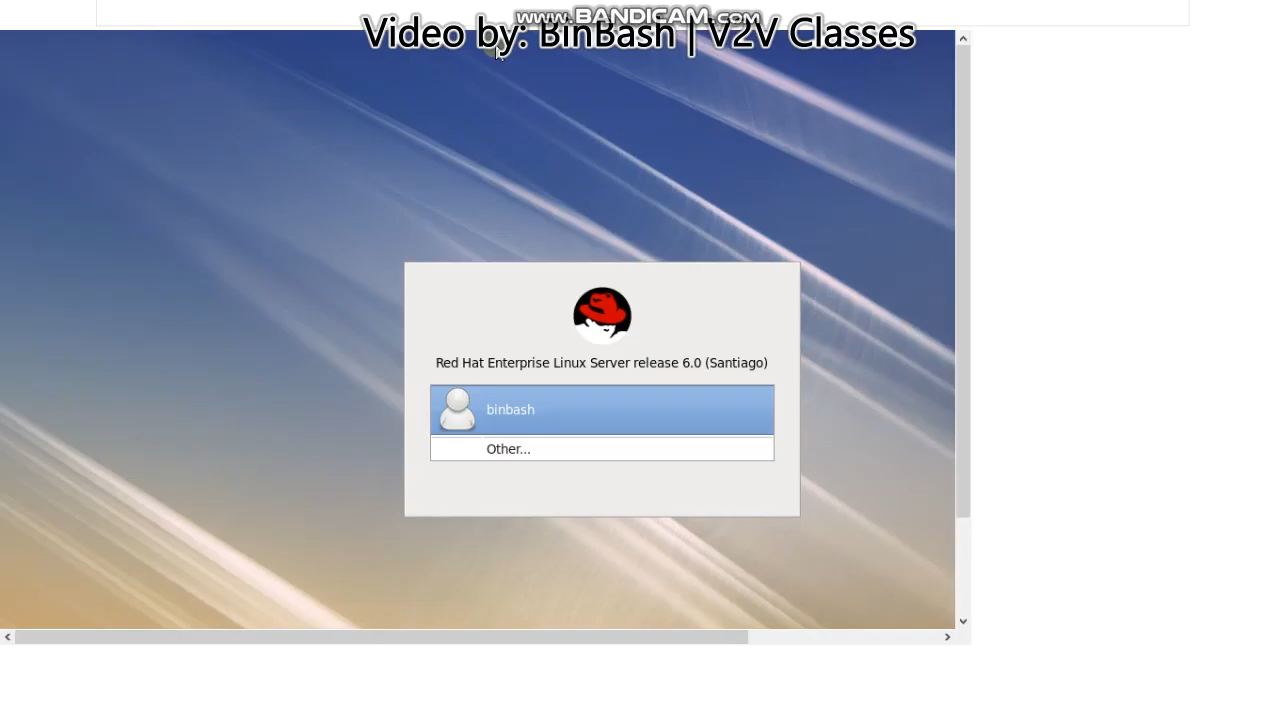 www.BANDICAM.com
Video by: BinBash | V2V Classes
Red Hat Enterprise Linux Server release 6.0 (Santiago)
binbash
Other...